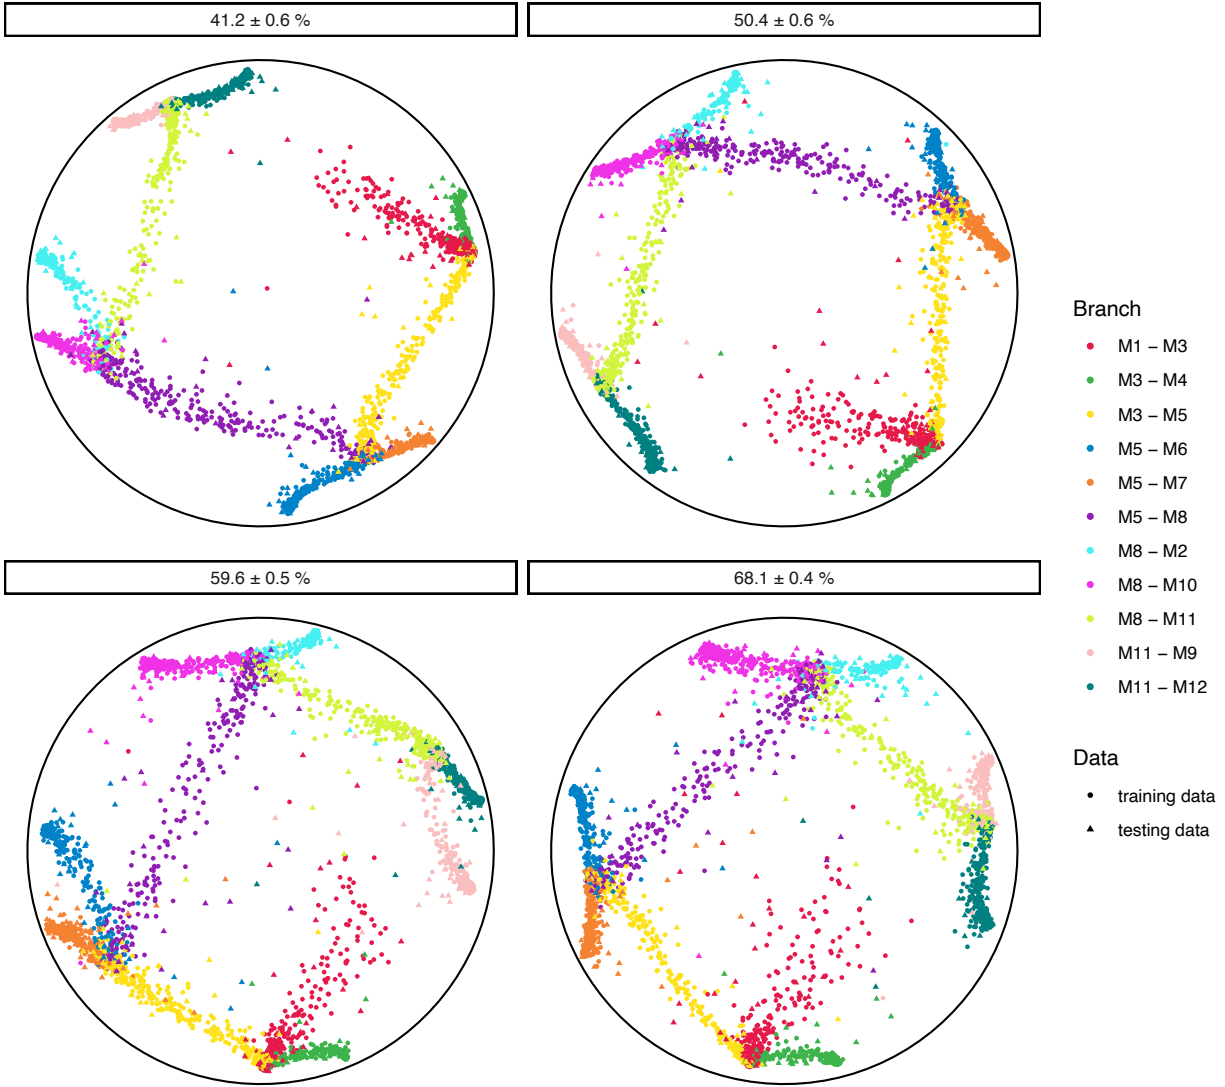 41.2 ± 0.6 %
50.4 ± 0.6 %
59.6 ± 0.5 %
68.1 ± 0.4 %
Branch
M1 − M3
M3 − M4
M3 − M5
M5 − M6
M5 − M7
M5 − M8
M8 − M2
M8 − M10
M8 − M11
M11 − M9
M11 − M12
Data
training data
testing data